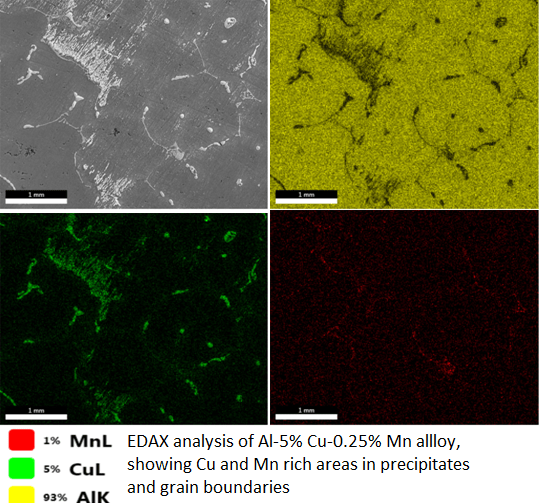 1 mm
1 mm
1 mm
1 mm
1% MnL
5% CuL
93% AlK
EDAX analysis of Al-5% Cu-0.25% Mn allloy,
showing Cu and Mn rich areas in precipitates
and grain boundaries